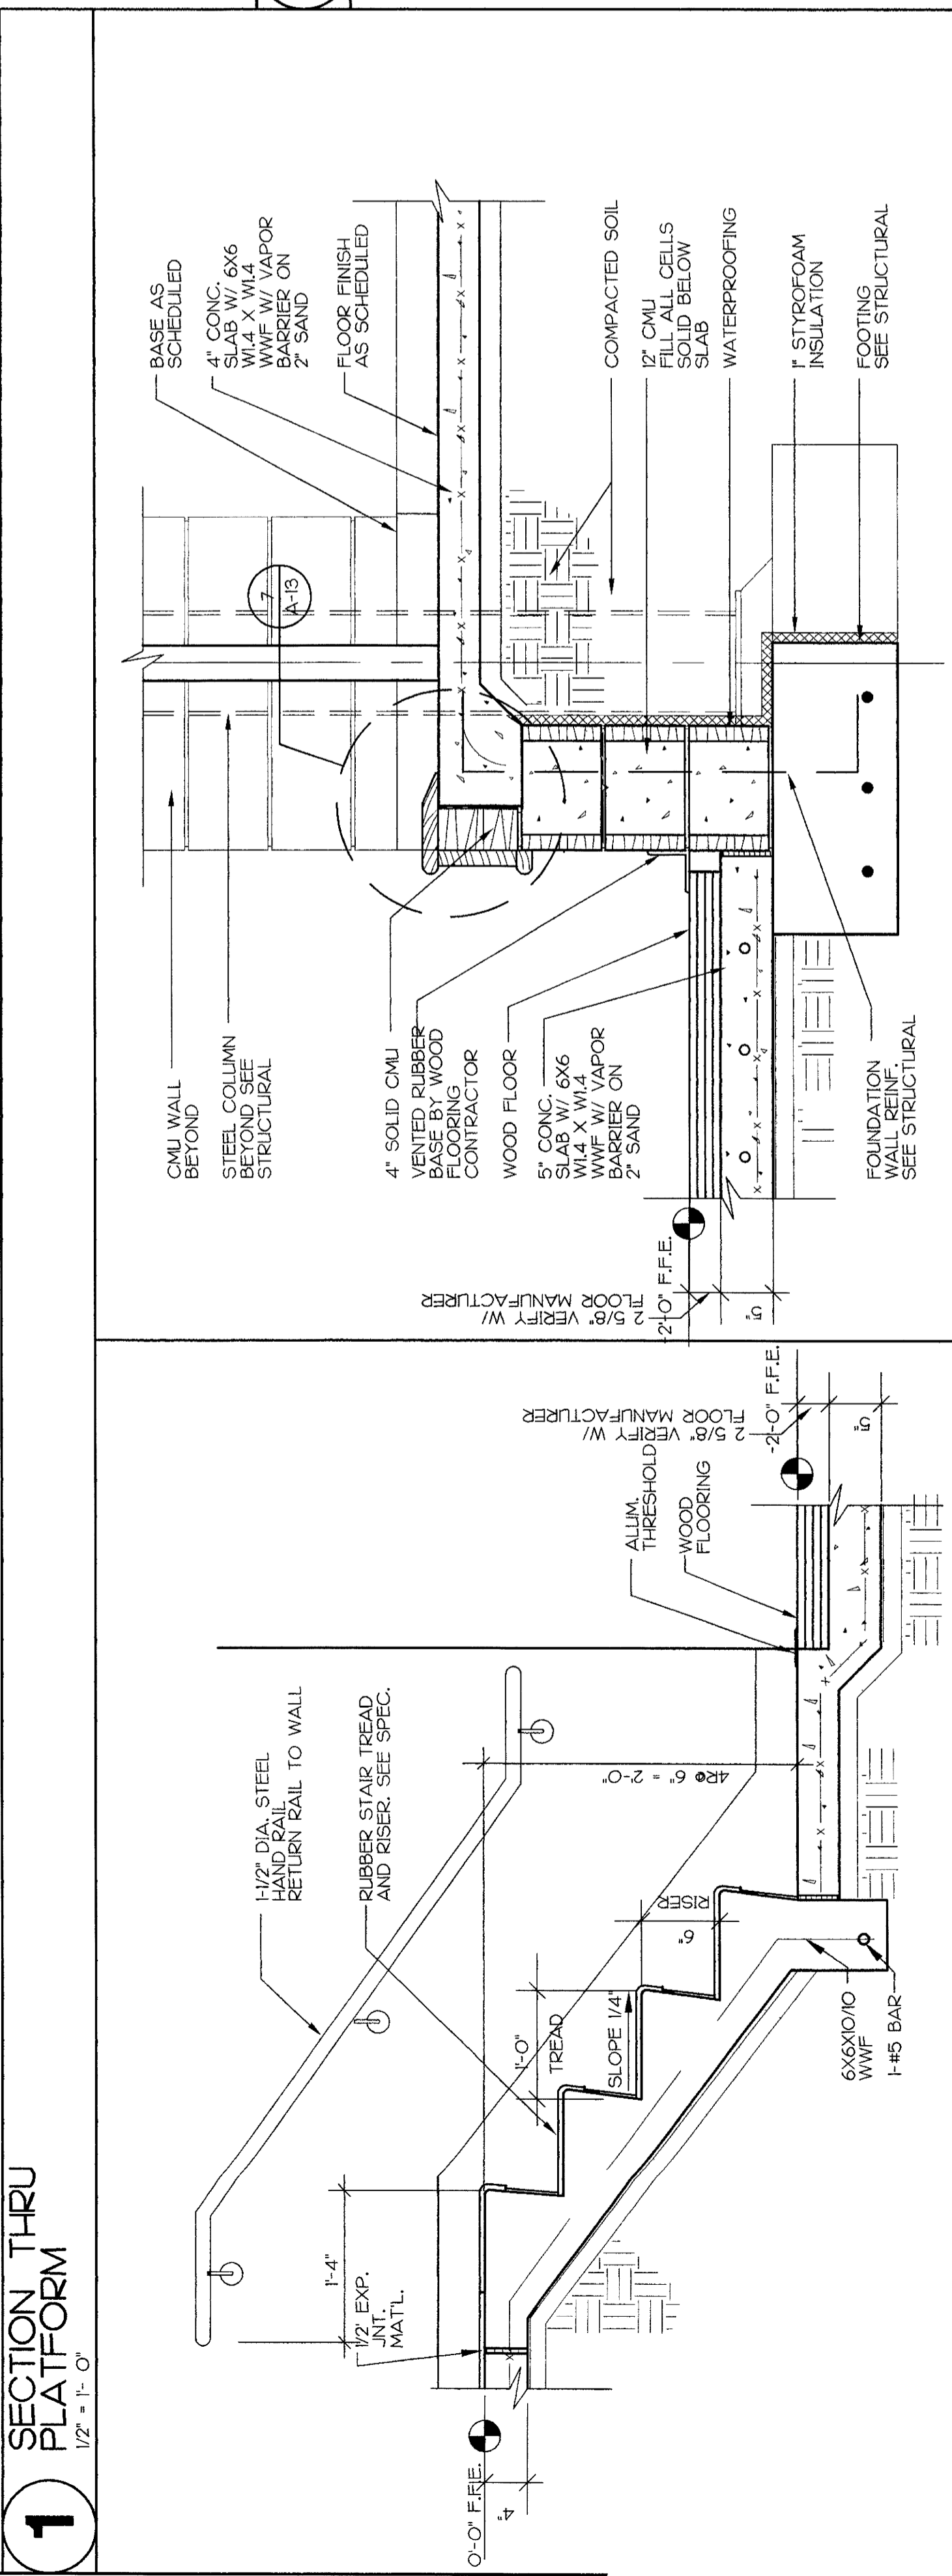 1
SECTION THRU
PLATFORM
1/2" = 1'- 0"
1-1/2" DIA. STEEL
HAND RAIL
RETURN RAIL TO WALL
RUBBER STAIR TREAD
AND RISER. SEE SPEC.
1'-4"
1/2' EXP.
JNT.
MAT'L.
0'-0" F.F.E.
4"
1'-0"
TREAD
SLOPE 1/4"
6"
RISER
4R@ 6" = 2'-0"
6X6X10/10
WWF
1-#5 BAR
ALUM.
THRESHOLD
WOOD
FLOORING
2 5/8" VERIFY W/
FLOOR MANUFACTURER
-2'-0" F.F.E.
5"
CMU WALL
BEYOND
STEEL COLUMN
BEYOND SEE
STRUCTURAL
4" SOLID CMU
VENTED RUBBER
BASE BY WOOD
FLOORING
CONTRACTOR
WOOD FLOOR
5" CONC.
SLAB W/ 6X6
W1.4 X W1.4
WWF W/ VAPOR
BARRIER ON
2" SAND
2 5/8" VERIFY W/
FLOOR MANUFACTURER
-2'-0" F.F.E.
5"
FOUNDATION
WALL REINF.
SEE STRUCTURAL
7
A-13
BASE AS
SCHEDULED
4" CONC.
SLAB W/ 6X6
W1.4 X W1.4
WWF W/ VAPOR
BARRIER ON
2" SAND
FLOOR FINISH
AS SCHEDULED
COMPACTED SOIL
12" CMU
FILL ALL CELLS
SOLID BELOW
SLAB
WATERPROOFING
1" STYROFOAM
INSULATION
FOOTING
SEE STRUCTURAL